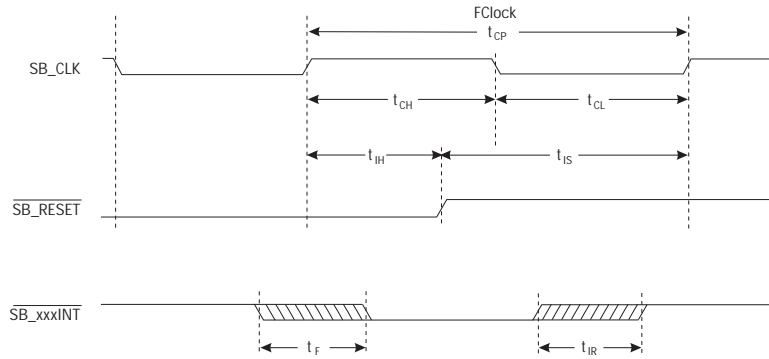 FClock
tCP
SB_CLK
tCH
tCL
tIH
tIS
SB_RESET
SB_xxxINT
tF
tIR